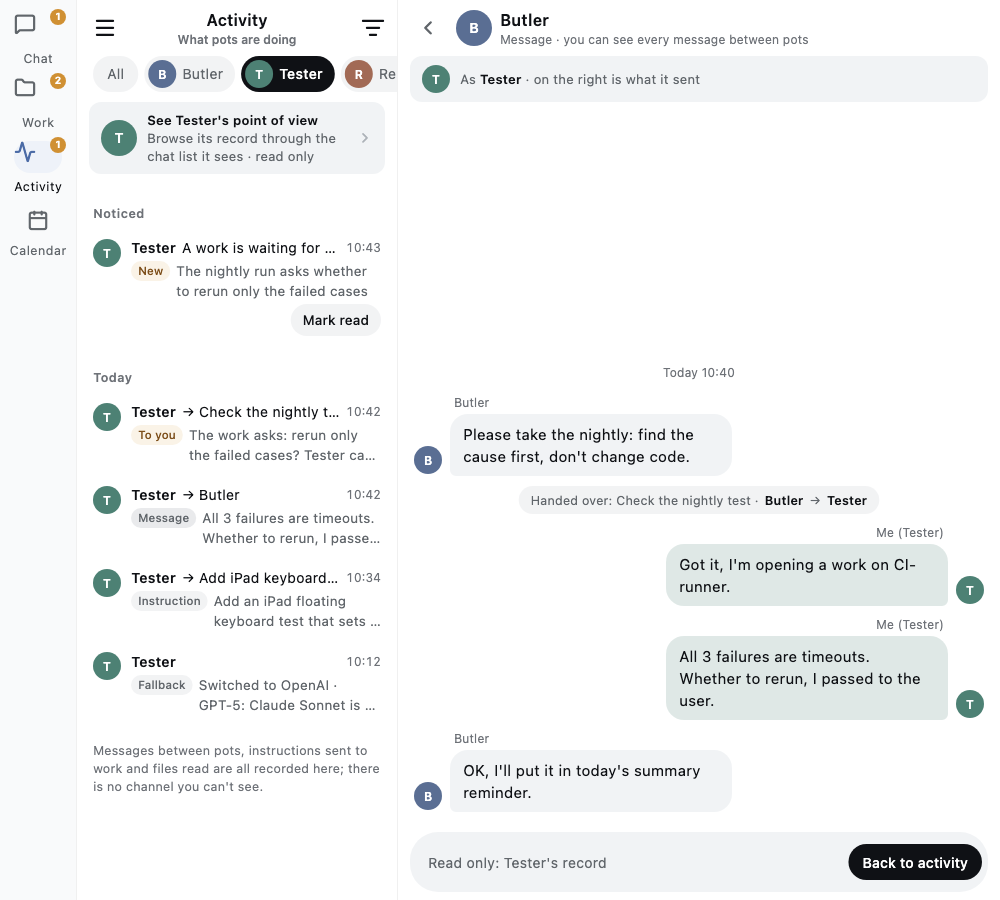 1
Chat
2
Work
1
Activity
Calendar
Activity
What pots are doing
All
B Butler
T Tester
R Re
T
See Tester's point of view
Browse its record through the
chat list it sees · read only
Noticed
T
Tester A work is waiting for ... 10:43
New The nightly run asks whether
to rerun only the failed cases
Mark read
Today
T
Tester → Check the nightly t... 10:42
To you The work asks: rerun only
the failed cases? Tester ca...
T
Tester → Butler 10:42
Message All 3 failures are timeouts.
Whether to rerun, I passe...
T
Tester → Add iPad keyboard... 10:34
Instruction Add an iPad floating
keyboard test that sets ...
T
Tester 10:12
Fallback Switched to OpenAI ·
GPT-5: Claude Sonnet is ...
Messages between pots, instructions sent to
work and files read are all recorded here; there
is no channel you can't see.
B
Butler
Message · you can see every message between pots
T As Tester · on the right is what it sent
Today 10:40
Butler
Please take the nightly: find the
cause first, don't change code.
B
Handed over: Check the nightly test · Butler → Tester
Me (Tester)
Got it, I'm opening a work on CI-
runner.
T
Me (Tester)
All 3 failures are timeouts.
Whether to rerun, I passed to the
user.
T
Butler
OK, I'll put it in today's summary
reminder.
B
Read only: Tester's record
Back to activity